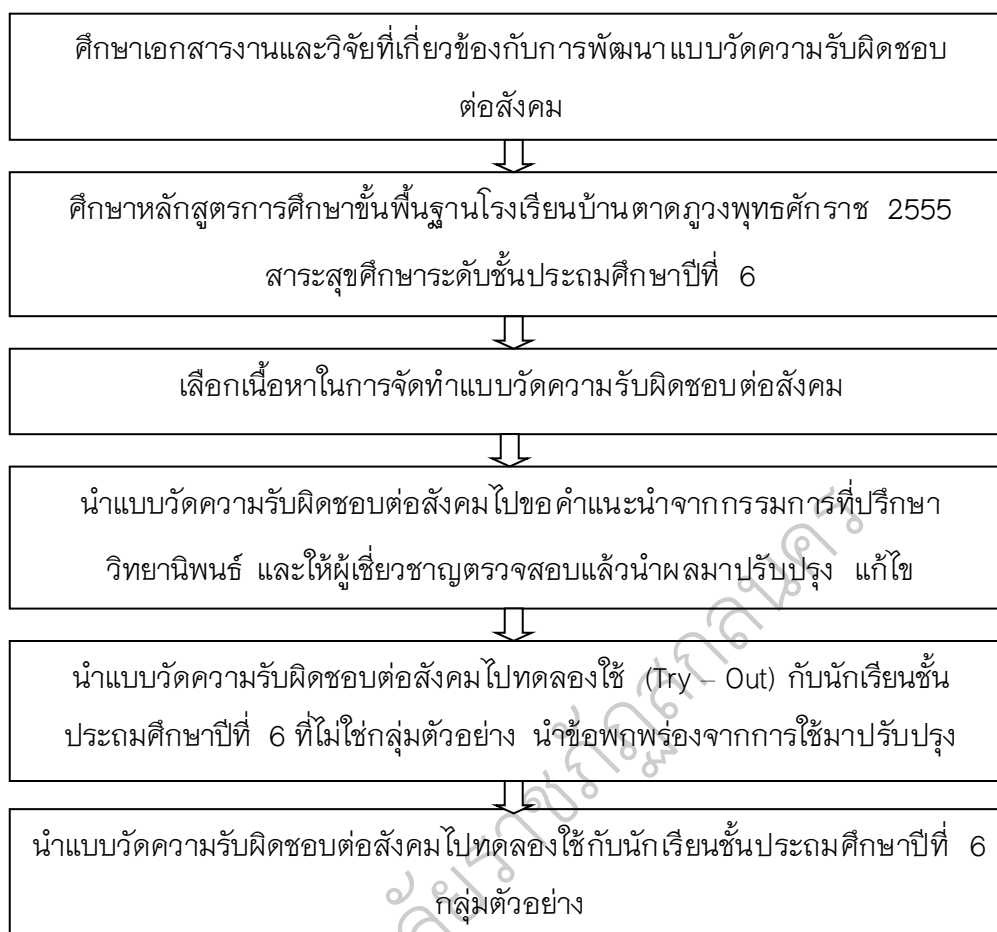 ศึกษาเอกสารงานและวิจัยที่เกี่ยวข้องกับการพัฒนาแบบวัดความรับผิดชอบ
ต่อสังคม
ศึกษาหลักสูตรการศึกษาขั้นพื้นฐานโรงเรียนบ้านตาดภูวงพุทธศักราช 2555
สาระสุขศึกษาระดับชั้นประถมศึกษาปีที่ 6
เลือกเนื้อหาในการจัดทำแบบวัดความรับผิดชอบต่อสังคม
นำแบบวัดความรับผิดชอบต่อสังคมไปขอคำแนะนำจากกรรมการที่ปรึกษา
วิทยานิพนธ์ และให้ผู้เชี่ยวชาญตรวจสอบแล้วนำผลมาปรับปรุง แก้ไข
นำแบบวัดความรับผิดชอบต่อสังคมไปทดลองใช้ (Try – Out) กับนักเรียนชั้น
ประถมศึกษาปีที่ 6 ที่ไม่ใช่กลุ่มตัวอย่าง นำข้อพกพร่องจากการใช้มาปรับปรุง
นำแบบวัดความรับผิดชอบต่อสังคมไปทดลองใช้กับนักเรียนชั้นประถมศึกษาปีที่ 6
กลุ่มตัวอย่าง
ลัยราชภัฏสกลนคร